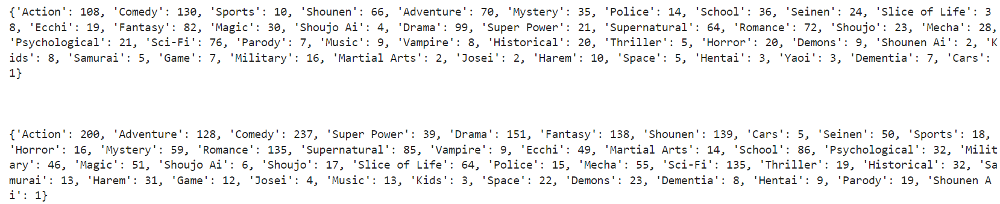 {'Action': 108, 'Comedy': 130, 'Sports': 10, 'Shounen': 66, 'Adventure': 70, 'Mystery': 35, 'Police': 14, 'School': 36, 'Seinen': 24, 'Slice of Life': 3
8, 'Ecchi': 19, 'Fantasy': 82, 'Magic': 30, 'Shoujo Ai': 4, 'Drama': 99, 'Super Power': 21, 'Supernatural': 64, 'Romance': 72, 'Shoujo': 23, 'Mecha': 28,
'Psychological': 21, 'Sci-Fi': 76, 'Parody': 7, 'Music': 9, 'Vampire': 8, 'Historical': 20, 'Thriller': 5, 'Horror': 20, 'Demons': 9, 'Shounen Ai': 2, 'K
ids': 8, 'Samurai': 5, 'Game': 7, 'Military': 16, 'Martial Arts': 2, 'Josei': 2, 'Harem': 10, 'Space': 5, 'Hentai': 3, 'Yaoi': 3, 'Dementia': 7, 'Cars':
1}
{'Action': 200, 'Adventure': 128, 'Comedy': 237, 'Super Power': 39, 'Drama': 151, 'Fantasy': 138, 'Shounen': 139, 'Cars': 5, 'Seinen': 50, 'Sports': 18,
'Horror': 16, 'Mystery': 59, 'Romance': 135, 'Supernatural': 85, 'Vampire': 9, 'Ecchi': 49, 'Martial Arts': 14, 'School': 86, 'Psychological': 32, 'Milit
ary': 46, 'Magic': 51, 'Shoujo Ai': 6, 'Shoujo': 17, 'Slice of Life': 64, 'Police': 15, 'Mecha': 55, 'Sci-Fi': 135, 'Thriller': 19, 'Historical': 32, 'Sa
murai': 13, 'Harem': 31, 'Game': 12, 'Josei': 4, 'Music': 13, 'Kids': 3, 'Space': 22, 'Demons': 23, 'Dementia': 8, 'Hentai': 9, 'Parody': 19, 'Shounen A
i': 1}